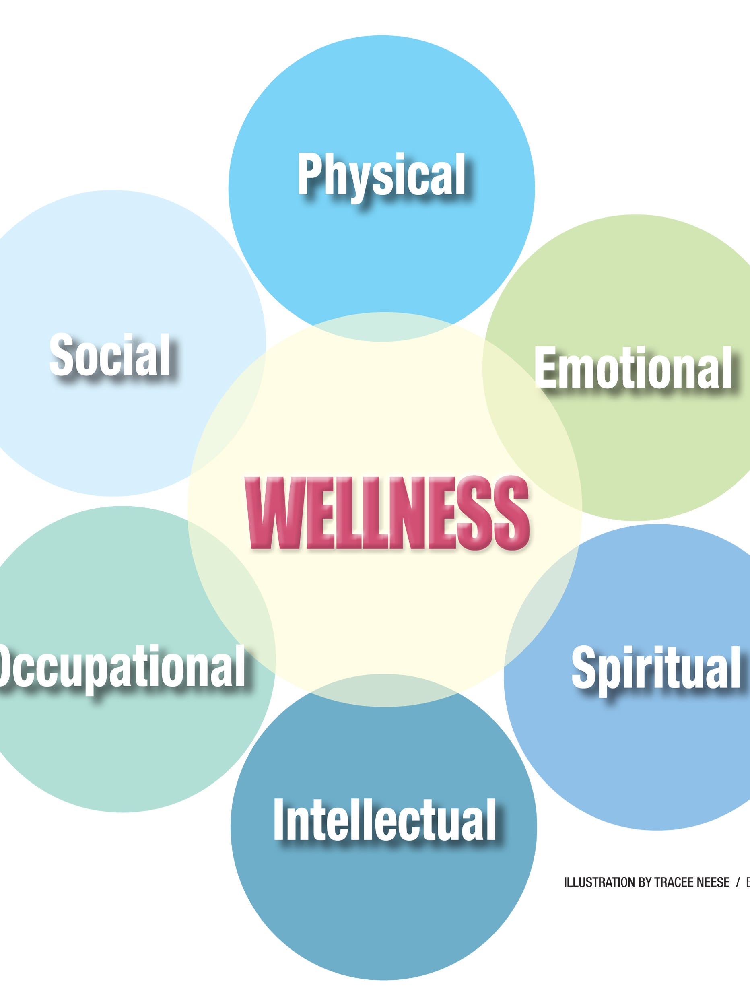 Physical
Social
Emotional
WELLNESS
Occupational
Spiritual
Intellectual
ILLUSTRATION BY TRACEE NEESE /